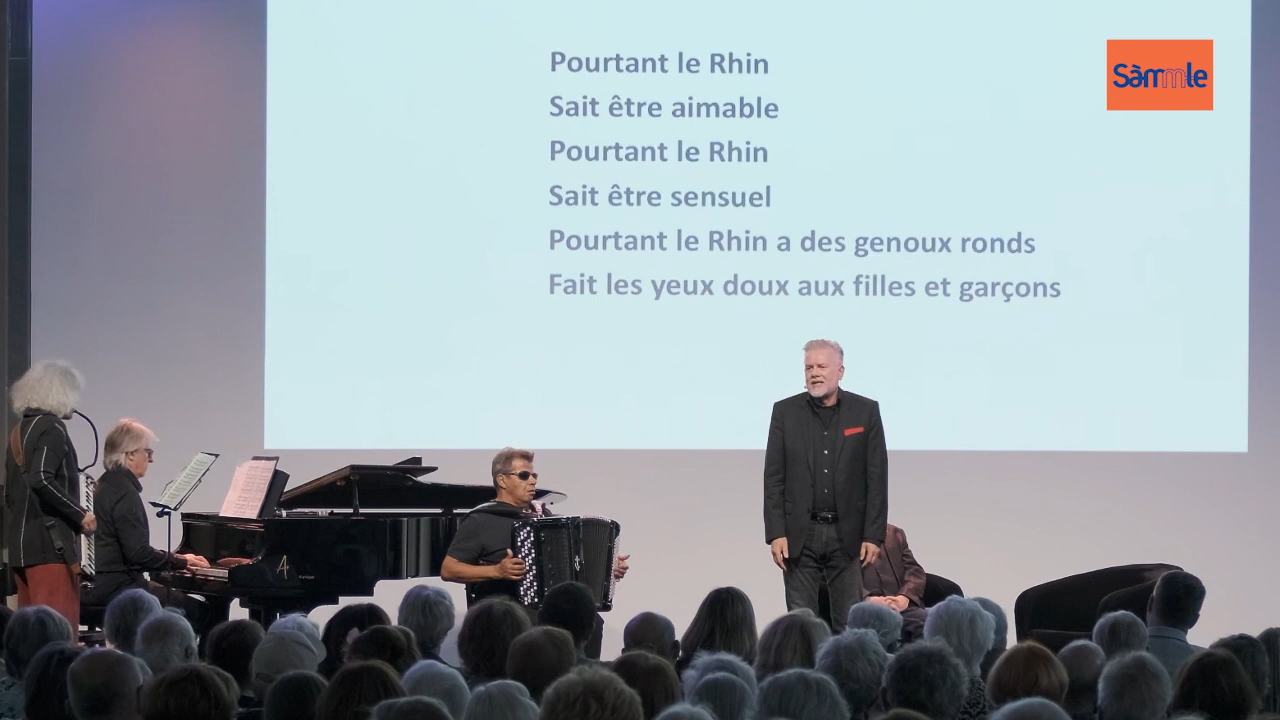 Pourtant le Rhin
Sait être aimable
Pourtant le Rhin
Sait être sensuel
Pourtant le Rhin a des genoux ronds
Fait les yeux doux aux filles et garçons
Sàmmle